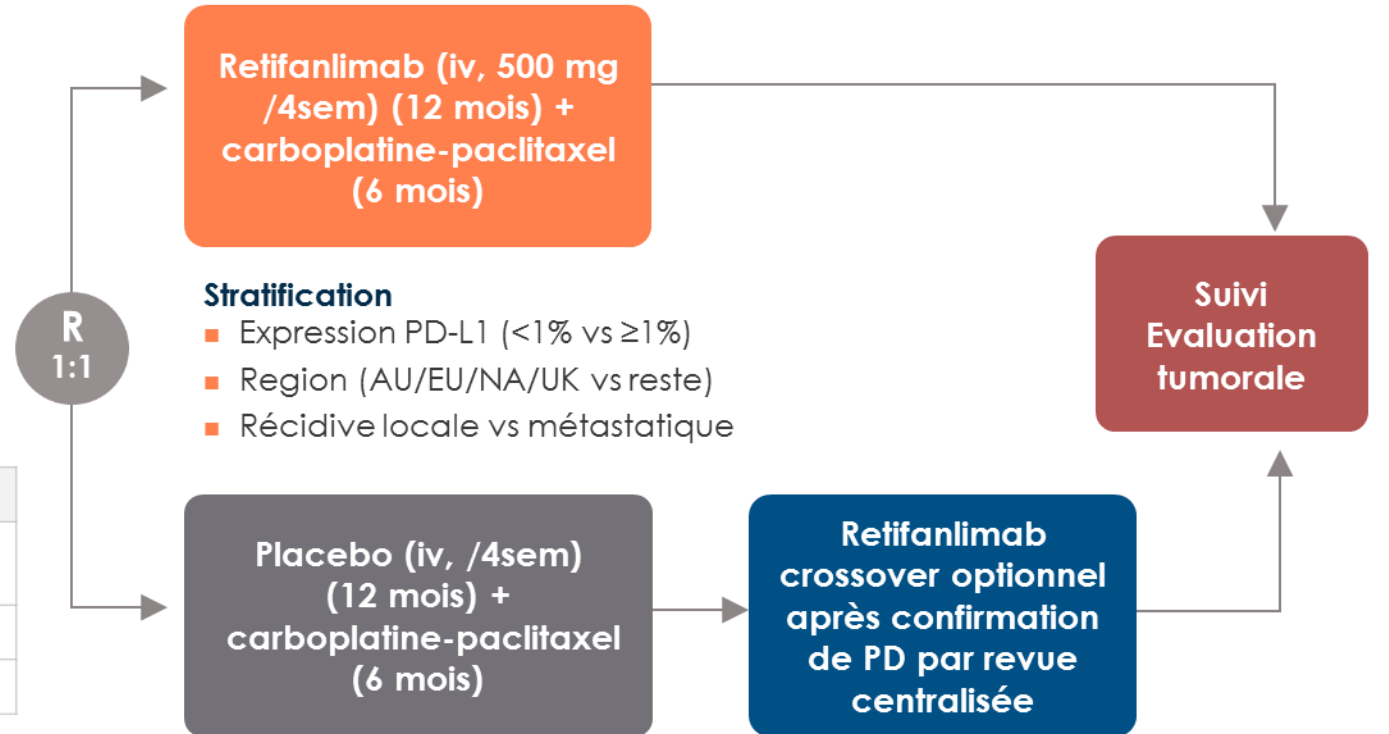 Retifanlimab (iv, 500 mg
/4sem) (12 mois) +
carboplatine-paclitaxel
(6 mois)
R
1:1
Stratification
Expression PD-L1 (<1% vs ≥1%)
Region (AU/EU/NA/UK vs reste)
Récidive locale vs métastatique
Suivi
Evaluation
tumorale
Placebo (iv, /4sem)
(12 mois) +
carboplatine-paclitaxel
(6 mois)
Retifanlimab
crossover optionnel
après confirmation
de PD par revue
centralisée